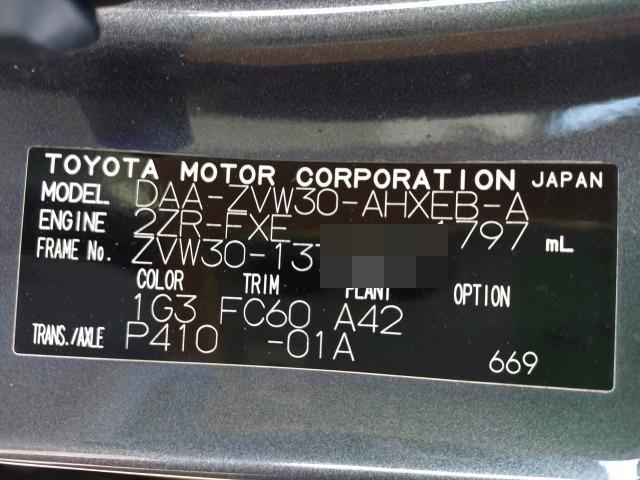 TOYOTA MOTOR CORPORATION JAPAN
MODEL DAA-ZVW30-AHXEB-A
ENGINE 2ZR-FXE 1797 mL
FRAME No. ZVW30-13
COLOR TRIM PLANT OPTION
1G3 FC60 A42
TRANS./AXLE P410 -01A
669